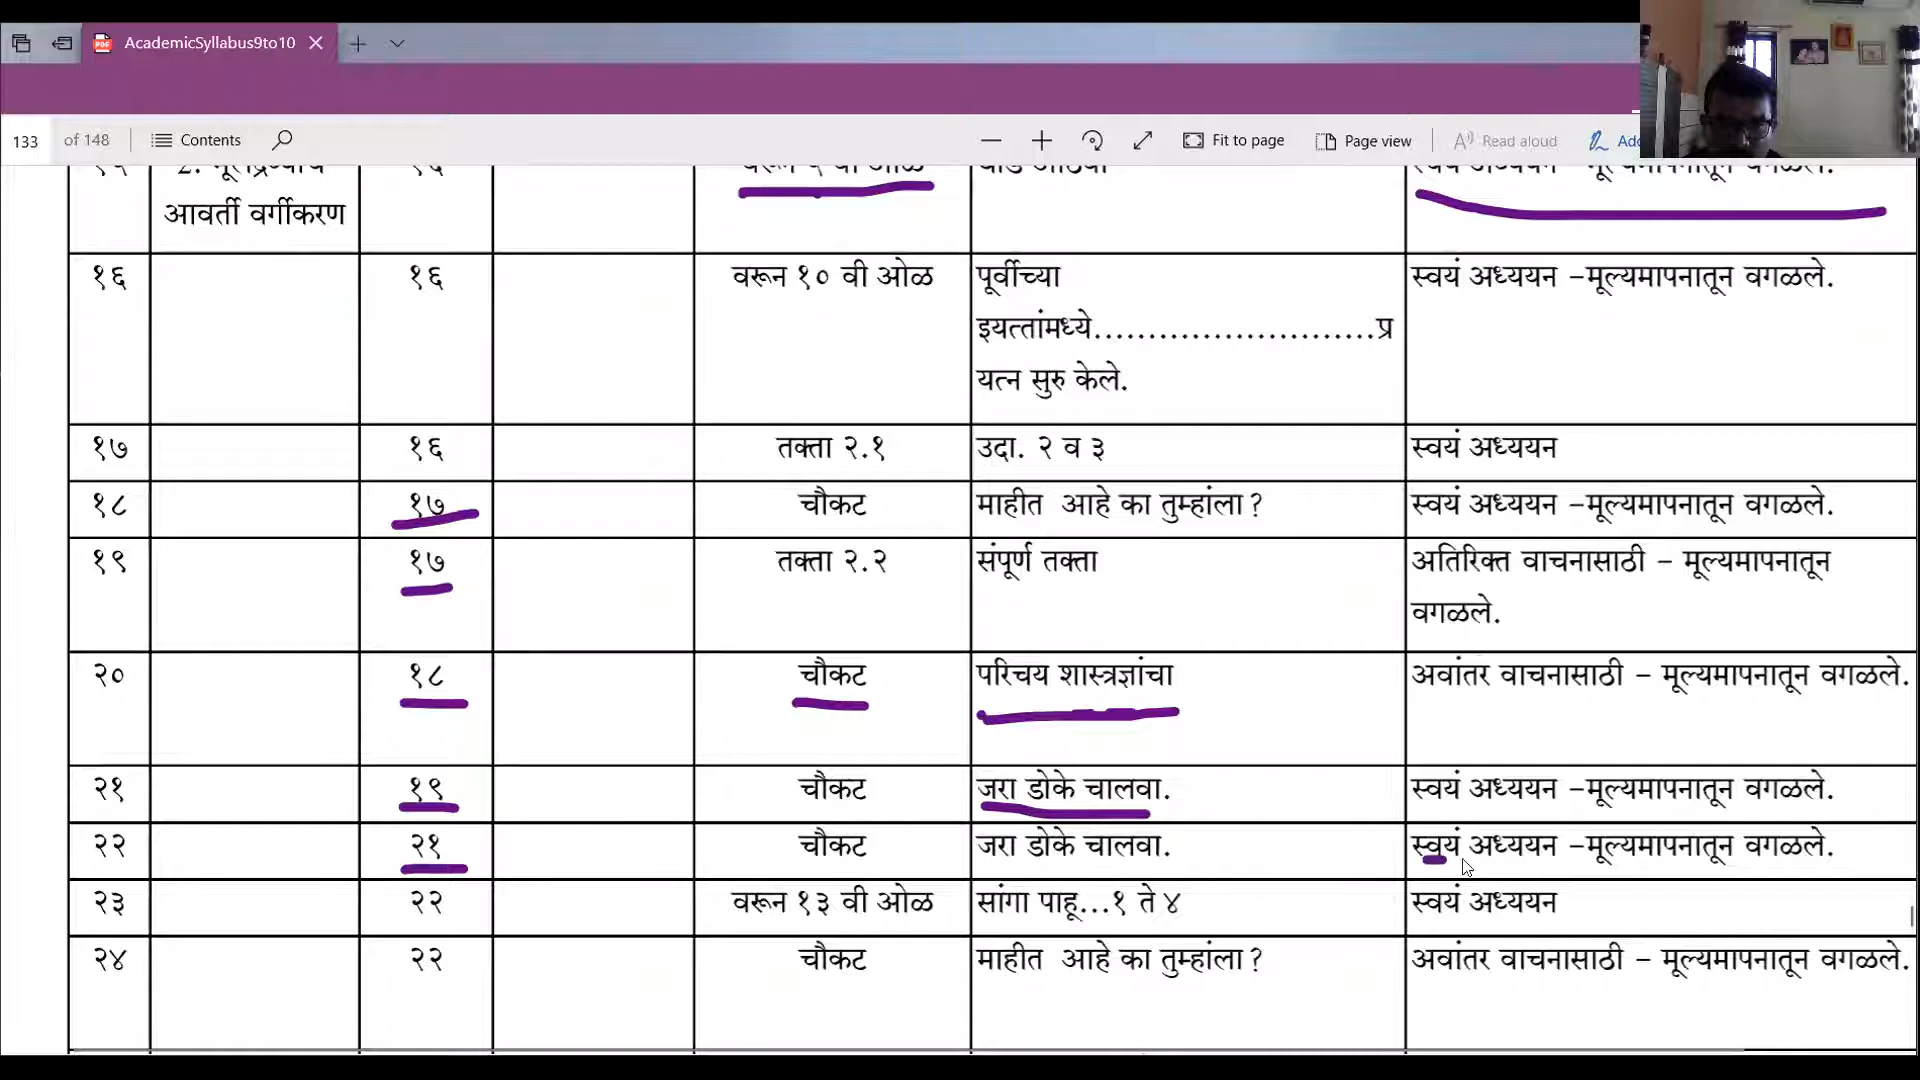 AcademicSyllabus9to10
133 of 148 Contents Fit to page Page view Read aloud Add
आवर्ती वर्गीकरण
१६ १६ वरून १० वी ओळ पूर्वीच्या स्वयं अध्ययन –मूल्यमापनातून वगळले.
इयत्तांमध्ये.........................प्र
यत्न सुरु केले.
१७ १६ तक्ता २.१ उदा. २ व ३ स्वयं अध्ययन
१८ १७ चौकट माहीत आहे का तुम्हांला? स्वयं अध्ययन –मूल्यमापनातून वगळले.
१९ १७ तक्ता २.२ संपूर्ण तक्ता अतिरिक्त वाचनासाठी – मूल्यमापनातून
वगळले.
२० १८ चौकट परिचय शास्त्रज्ञांचा अवांतर वाचनासाठी – मूल्यमापनातून वगळले.
२१ १९ चौकट जरा डोके चालवा. स्वयं अध्ययन –मूल्यमापनातून वगळले.
२२ २१ चौकट जरा डोके चालवा. स्वयं अध्ययन –मूल्यमापनातून वगळले.
२३ २२ वरून १३ वी ओळ सांगा पाहू...१ ते ४ स्वयं अध्ययन
२४ २२ चौकट माहीत आहे का तुम्हांला? अवांतर वाचनासाठी – मूल्यमापनातून वगळले.